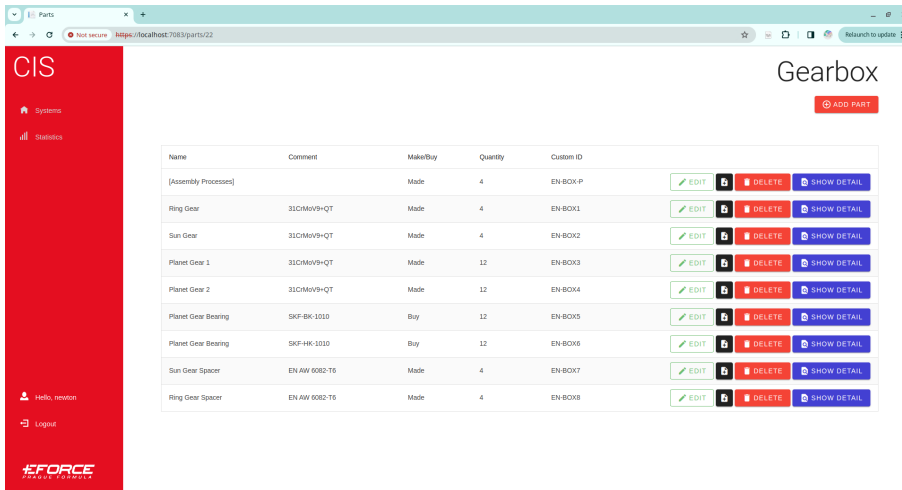 Parts
Not secure https://localhost:7083/parts/22
Relaunch to update
CIS
Systems
Statistics
Hello, newton
Logout
EFORCE
PRAGUE FORMULA
Gearbox
ADD PART
Name Comment Make/Buy Quantity Custom ID
[Assembly Processes] Made 4 EN-BOX-P EDIT DELETE SHOW DETAIL
Ring Gear 31CrMoV9+QT Made 4 EN-BOX1 EDIT DELETE SHOW DETAIL
Sun Gear 31CrMoV9+QT Made 4 EN-BOX2 EDIT DELETE SHOW DETAIL
Planet Gear 1 31CrMoV9+QT Made 12 EN-BOX3 EDIT DELETE SHOW DETAIL
Planet Gear 2 31CrMoV9+QT Made 12 EN-BOX4 EDIT DELETE SHOW DETAIL
Planet Gear Bearing SKF-BK-1010 Buy 12 EN-BOX5 EDIT DELETE SHOW DETAIL
Planet Gear Bearing SKF-HK-1010 Buy 12 EN-BOX6 EDIT DELETE SHOW DETAIL
Sun Gear Spacer EN AW 6082-T6 Made 4 EN-BOX7 EDIT DELETE SHOW DETAIL
Ring Gear Spacer EN AW 6082-T6 Made 4 EN-BOX8 EDIT DELETE SHOW DETAIL